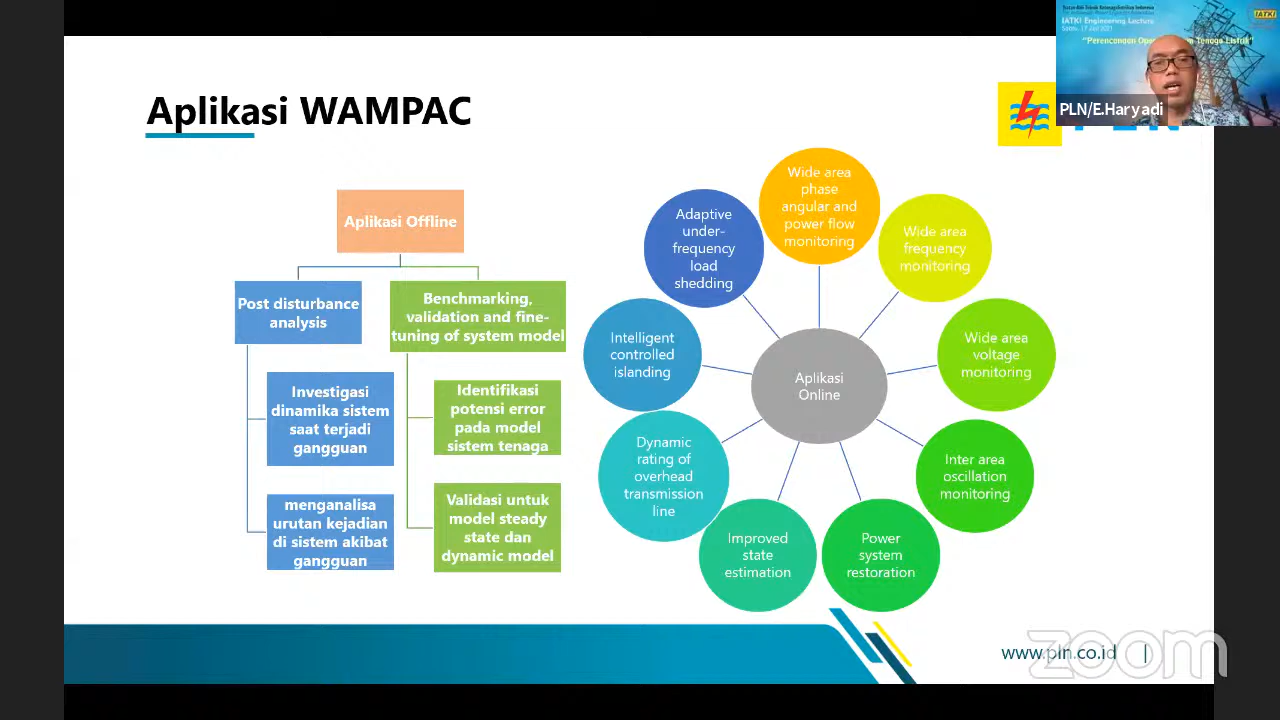 IATKI
IATKI Engineering Lecture
PLN/E.Haryadi
Aplikasi WAMPAC
Aplikasi Offline
Post disturbance
analysis
Benchmarking,
validation and fine-
tuning of system model
Investigasi
dinamika sistem
saat terjadi
gangguan
Identifikasi
potensi error
pada model
sistem tenaga
menganalisa
urutan kejadian
di sistem akibat
gangguan
Validasi untuk
model steady
state dan
dynamic model
Wide area
phase
angular and
power flow
monitoring
Wide area
frequency
monitoring
Wide area
voltage
monitoring
Inter area
oscillation
monitoring
Power
system
restoration
Improved
state
estimation
Dynamic
rating of
overhead
transmission
line
Intelligent
controlled
islanding
Adaptive
under-
frequency
load
shedding
Aplikasi
Online
www.pln.co.id |
zoom